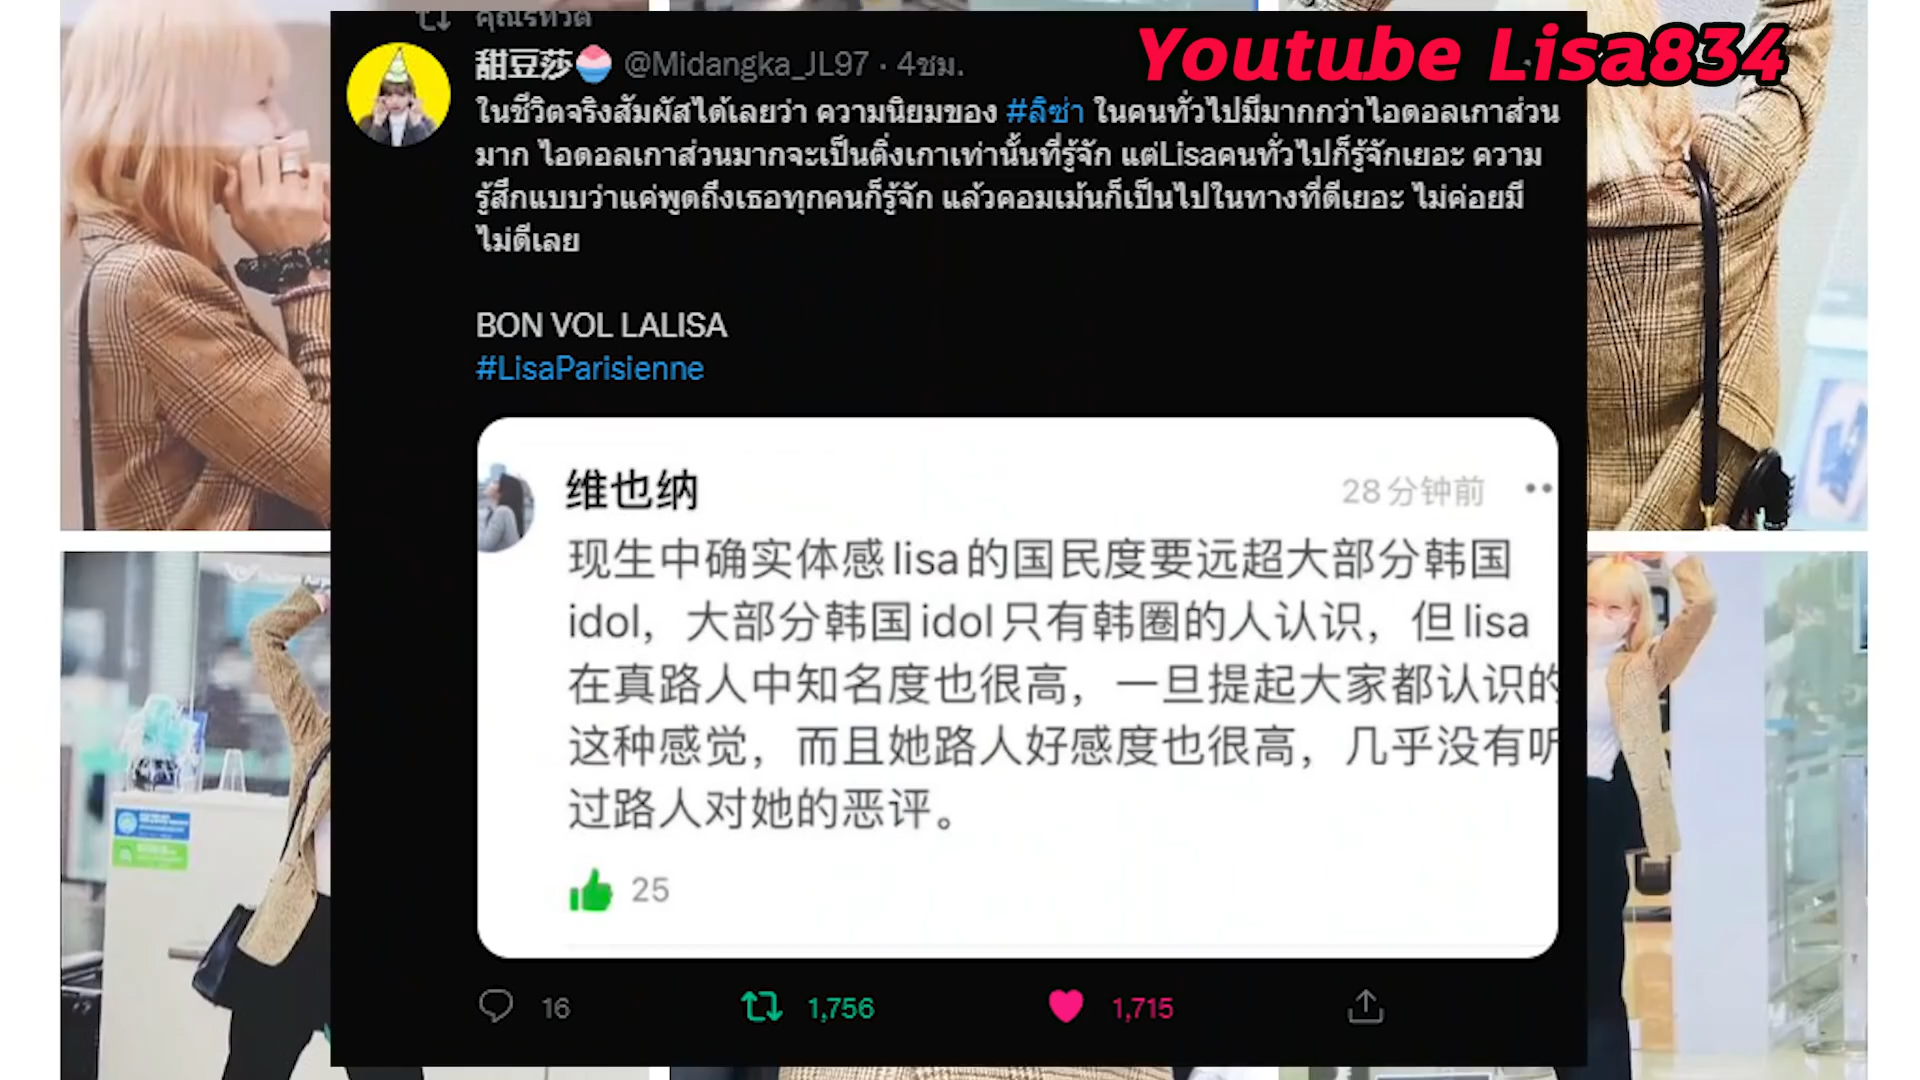 คุณรีทวีต
Youtube Lisa834
甜豆莎🍧 @Midangka_JL97 · 4ชม.
ในชีวิตจริงสัมผัสได้เลยว่า ความนิยมของ #ลิซ่า ในคนทั่วไปมีมากกว่าไอดอลเกาส่วน
มาก ไอดอลเกาส่วนมากจะเป็นติ่งเกาเท่านั้นที่รู้จัก แต่Lisaคนทั่วไปก็รู้จักเยอะ ความ
รู้สึกแบบว่าแค่พูดถึงเธอทุกคนก็รู้จัก แล้วคอมเม้นก็เป็นไปในทางที่ดีเยอะ ไม่ค่อยมี
ไม่ดีเลย
BON VOL LALISA
#LisaParisienne
维也纳 28分钟前
现生中确实体感lisa的国民度要远超大部分韩国
idol，大部分韩国idol只有韩圈的人认识，但lisa
在真路人中知名度也很高，一旦提起大家都认识的
这种感觉，而且她路人好感度也很高，几乎没有听
过路人对她的恶评。
25
16 1,756 1,715